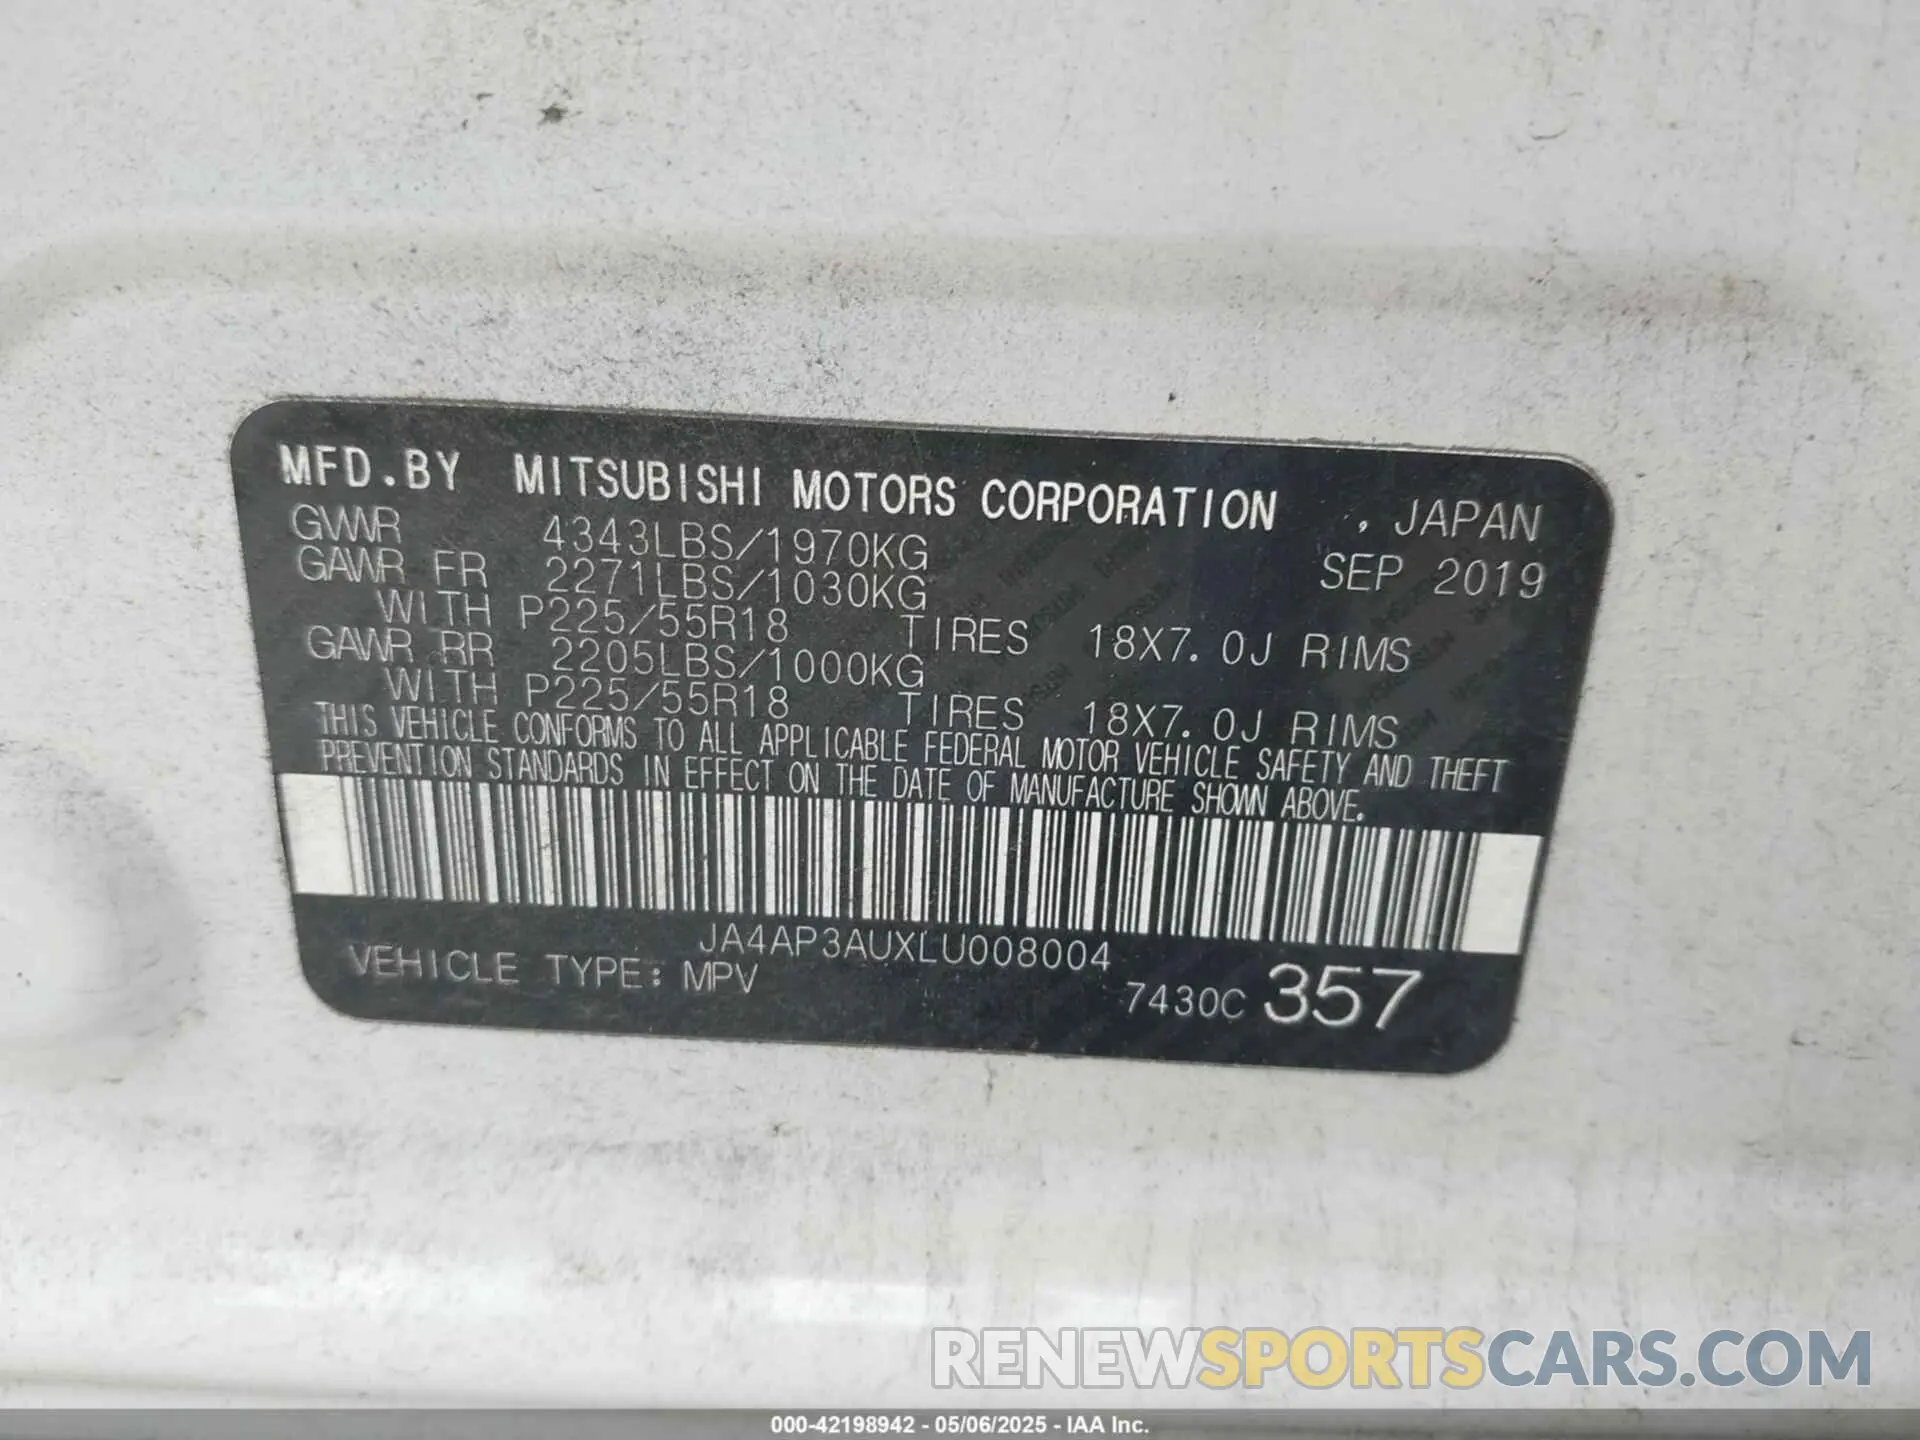 MFD.BY MITSUBISHI MOTORS CORPORATION , JAPAN
GVWR 4343LBS/1970KG SEP 2019
GAWR FR 2271LBS/1030KG
WITH P225/55R18 TIRES 18X7.0J RIMS
GAWR RR 2205LBS/1000KG
WITH P225/55R18 TIRES 18X7.0J RIMS
THIS VEHICLE CONFORMS TO ALL APPLICABLE FEDERAL MOTOR VEHICLE SAFETY AND THEFT
PREVENTION STANDARDS IN EFFECT ON THE DATE OF MANUFACTURE SHOWN ABOVE.
JA4AP3AUXLU008004
VEHICLE TYPE: MPV 7430C 357
RENEWSPORTSCARS.COM
000-42198942 - 05/06/2025 - IAA Inc.